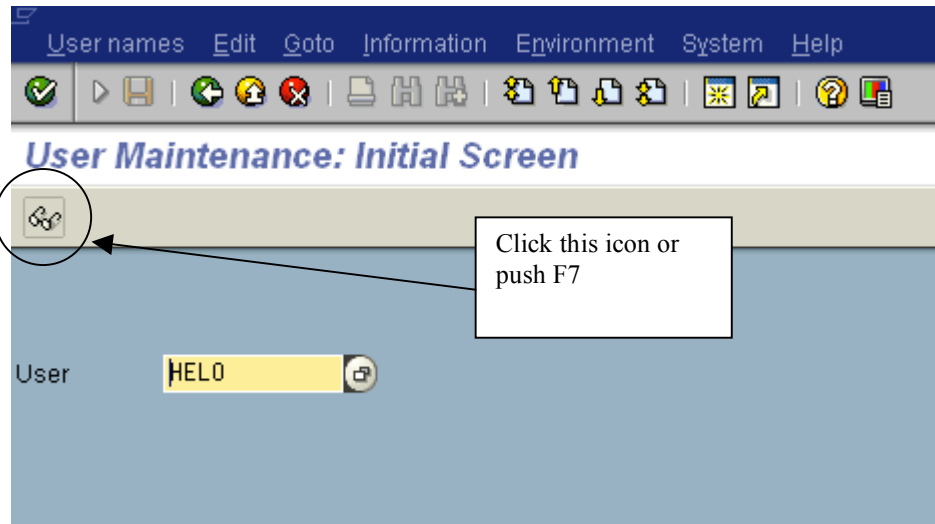 User names Edit Goto Information Environment System Help
User Maintenance: Initial Screen
Click this icon or
push F7
User HELO